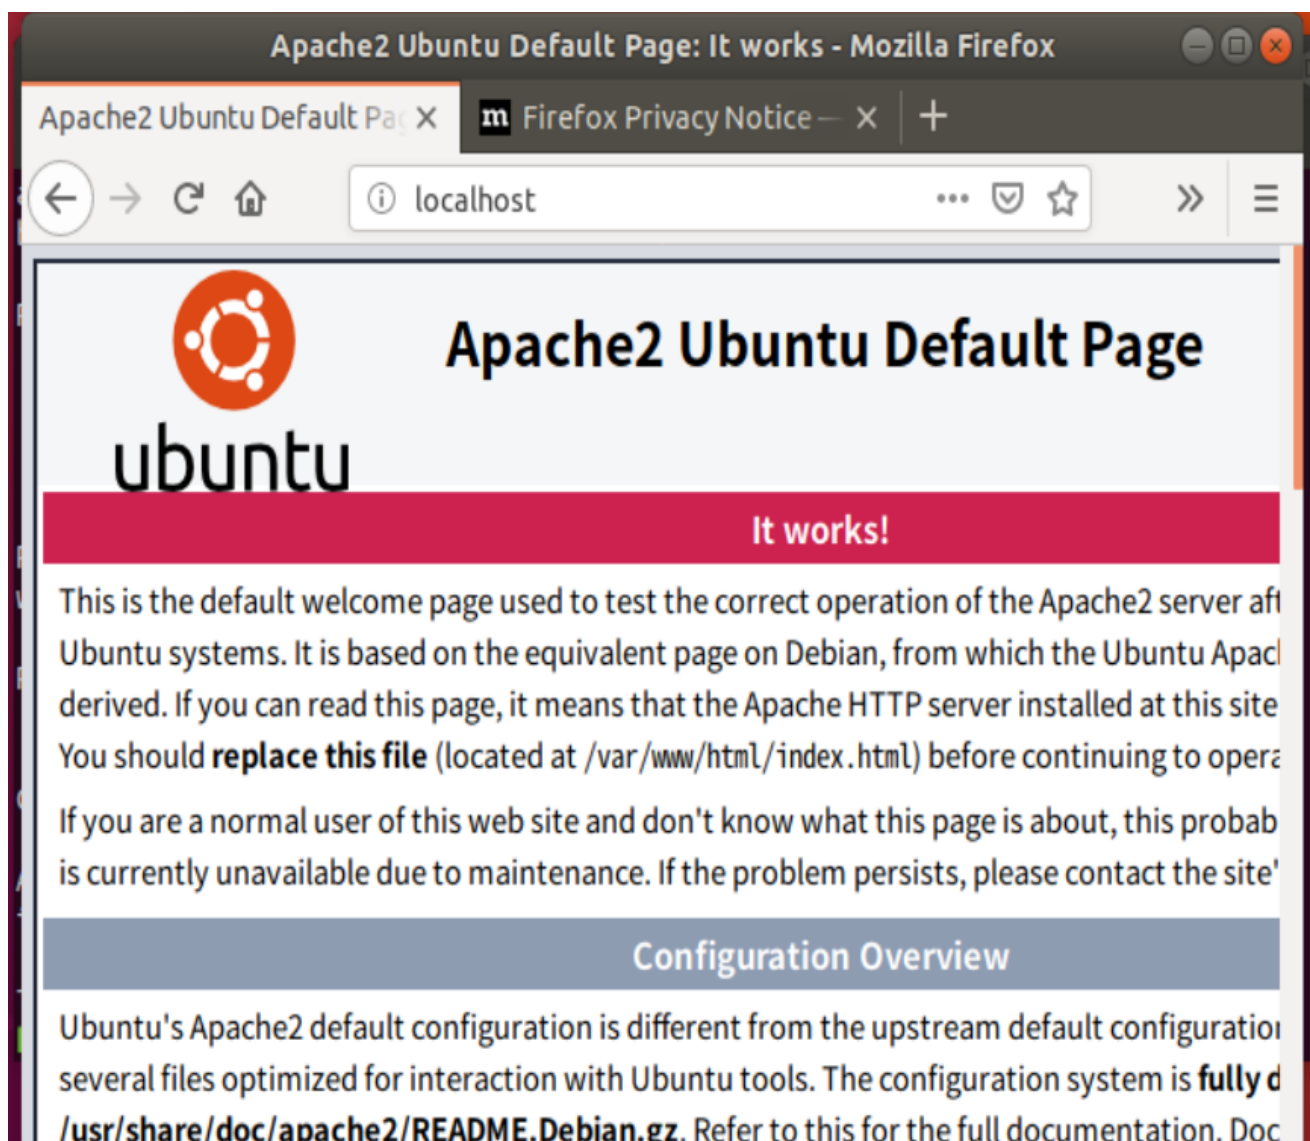 Apache2 Ubuntu Default Page: It works - Mozilla Firefox
Apache2 Ubuntu Default Pag
m Firefox Privacy Notice —
localhost
ubuntu
Apache2 Ubuntu Default Page
It works!
This is the default welcome page used to test the correct operation of the Apache2 server aft
Ubuntu systems. It is based on the equivalent page on Debian, from which the Ubuntu Apac
derived. If you can read this page, it means that the Apache HTTP server installed at this site
You should replace this file (located at /var/www/html/index.html) before continuing to opera
If you are a normal user of this web site and don't know what this page is about, this probab
is currently unavailable due to maintenance. If the problem persists, please contact the site'
Configuration Overview
Ubuntu's Apache2 default configuration is different from the upstream default configuration
several files optimized for interaction with Ubuntu tools. The configuration system is fully d
/usr/share/doc/apache2/README.Debian.gz. Refer to this for the full documentation. Doc